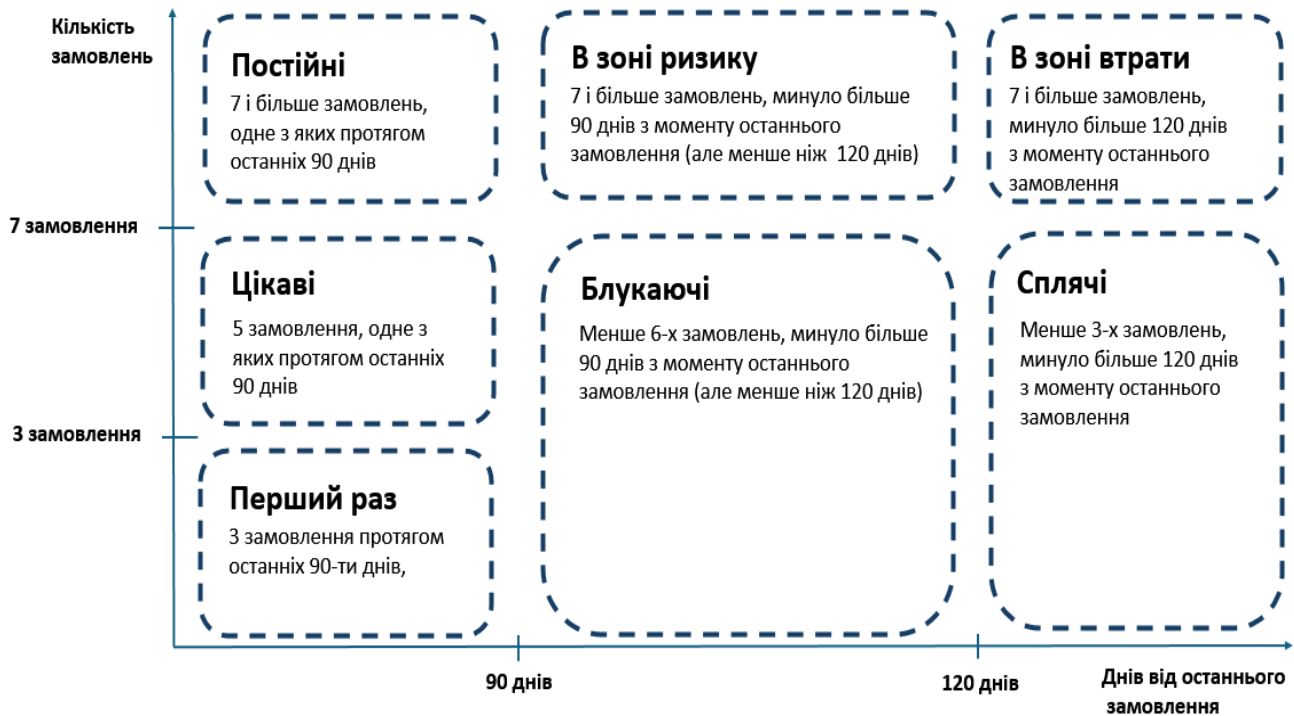 Кількість
замовлень
Постійні
7 і більше замовлень,
одне з яких протягом
останніх 90 днів
В зоні ризику
7 і більше замовлень, минуло більше
90 днів з моменту останнього
замовлення (але менше ніж 120 днів)
В зоні втрати
7 і більше замовлень,
минуло більше 120 днів
з моменту останнього
замовлення
7 замовлення
Цікаві
5 замовлення, одне з
яких протягом останніх
90 днів
Блукаючі
Менше 6-х замовлень, минуло більше
90 днів з моменту останнього
замовлення (але менше ніж 120 днів)
Сплячі
Менше 3-х замовлень,
минуло більше 120 днів
з моменту останнього
замовлення
3 замовлення
Перший раз
3 замовлення протягом
останніх 90-ти днів,
90 днів
120 днів
Днів від останнього
замовлення